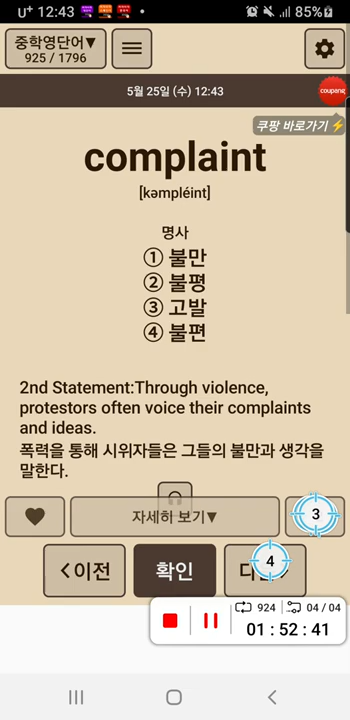 U+ 12:43
85%
중학영단어▼
925 / 1796
5월 25일 (수) 12:43
coupang
쿠팡 바로가기⚡
complaint
[kəmpléint]
명사
① 불만
② 불평
③ 고발
④ 불편
2nd Statement:Through violence,
protestors often voice their complaints
and ideas.
폭력을 통해 시위자들은 그들의 불만과 생각을
말한다.
자세히 보기▼
3
<이전
확인
4
924
04 / 04
01 : 52 : 41